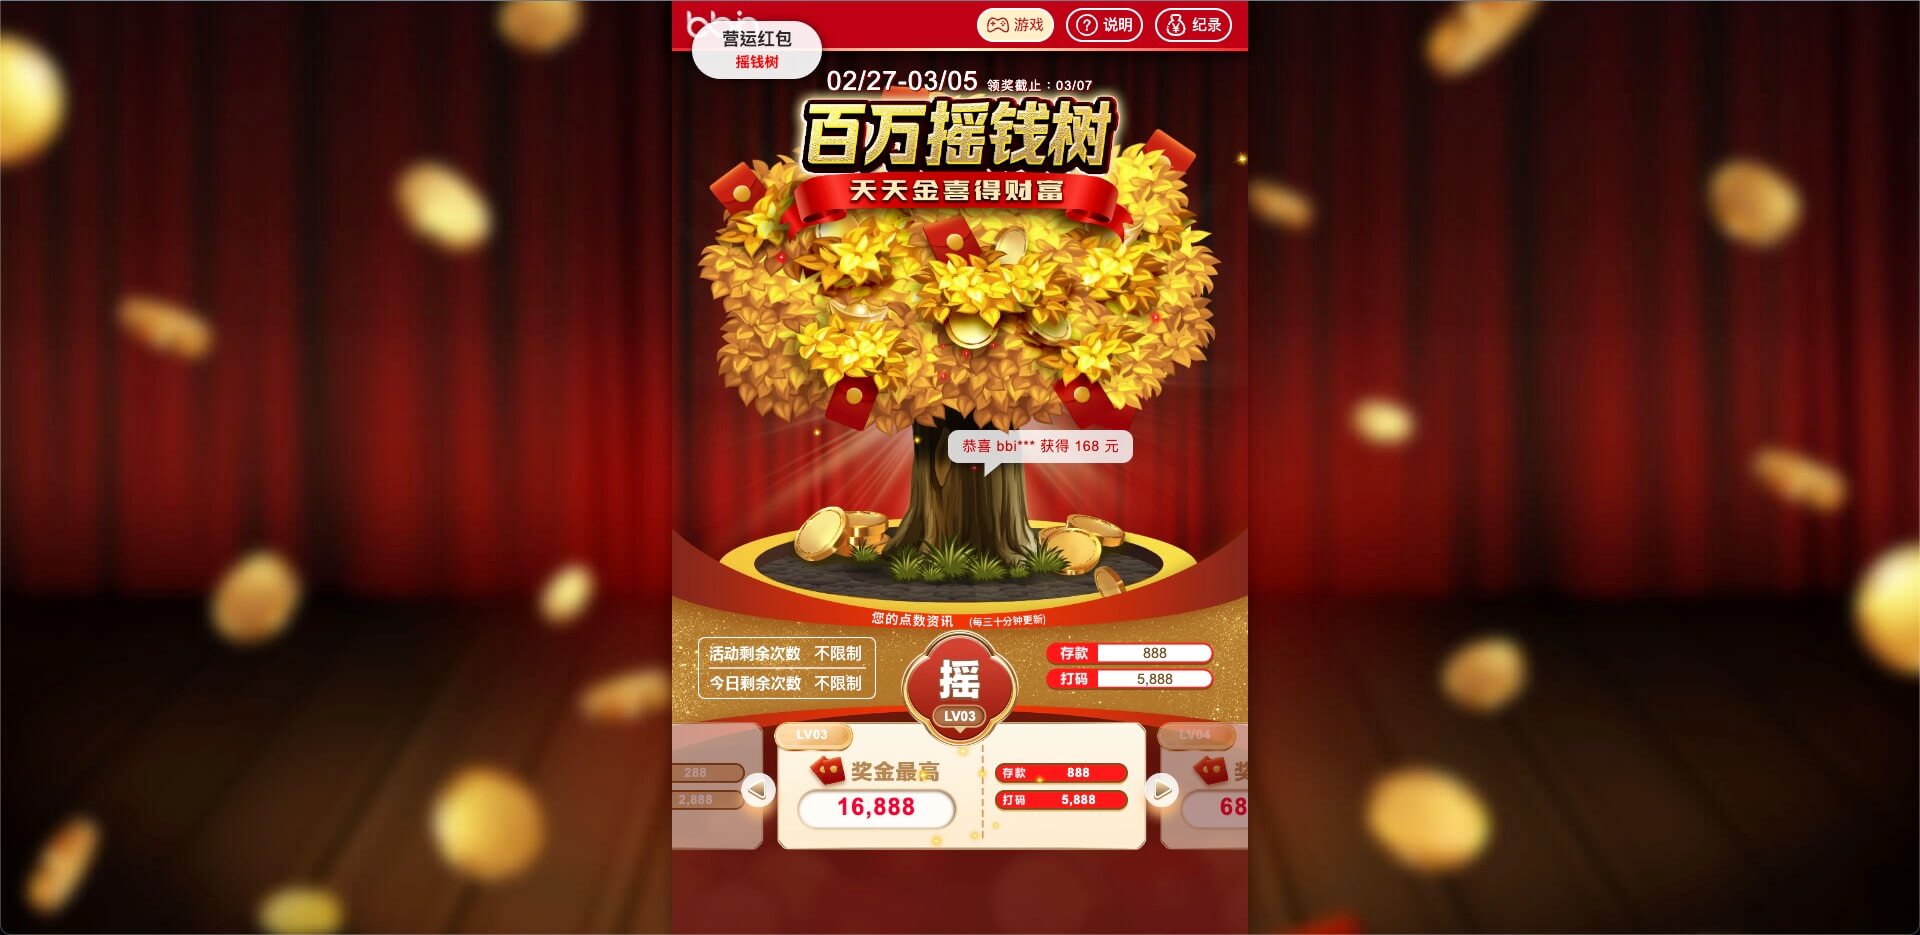 bbin
营运红包
摇钱树
游戏
说明
纪录
02/27-03/05 领奖截止：03/07
百万摇钱树
天天金喜得财富
恭喜 bbi*** 获得 168 元
您的点数资讯 (每三十分钟更新)
活动剩余次数 不限制
今日剩余次数 不限制
摇
LV03
存款 888
打码 5,888
288
2,888
LV03
奖金最高
16,888
存款 888
打码 5,888
LV04
奖
68